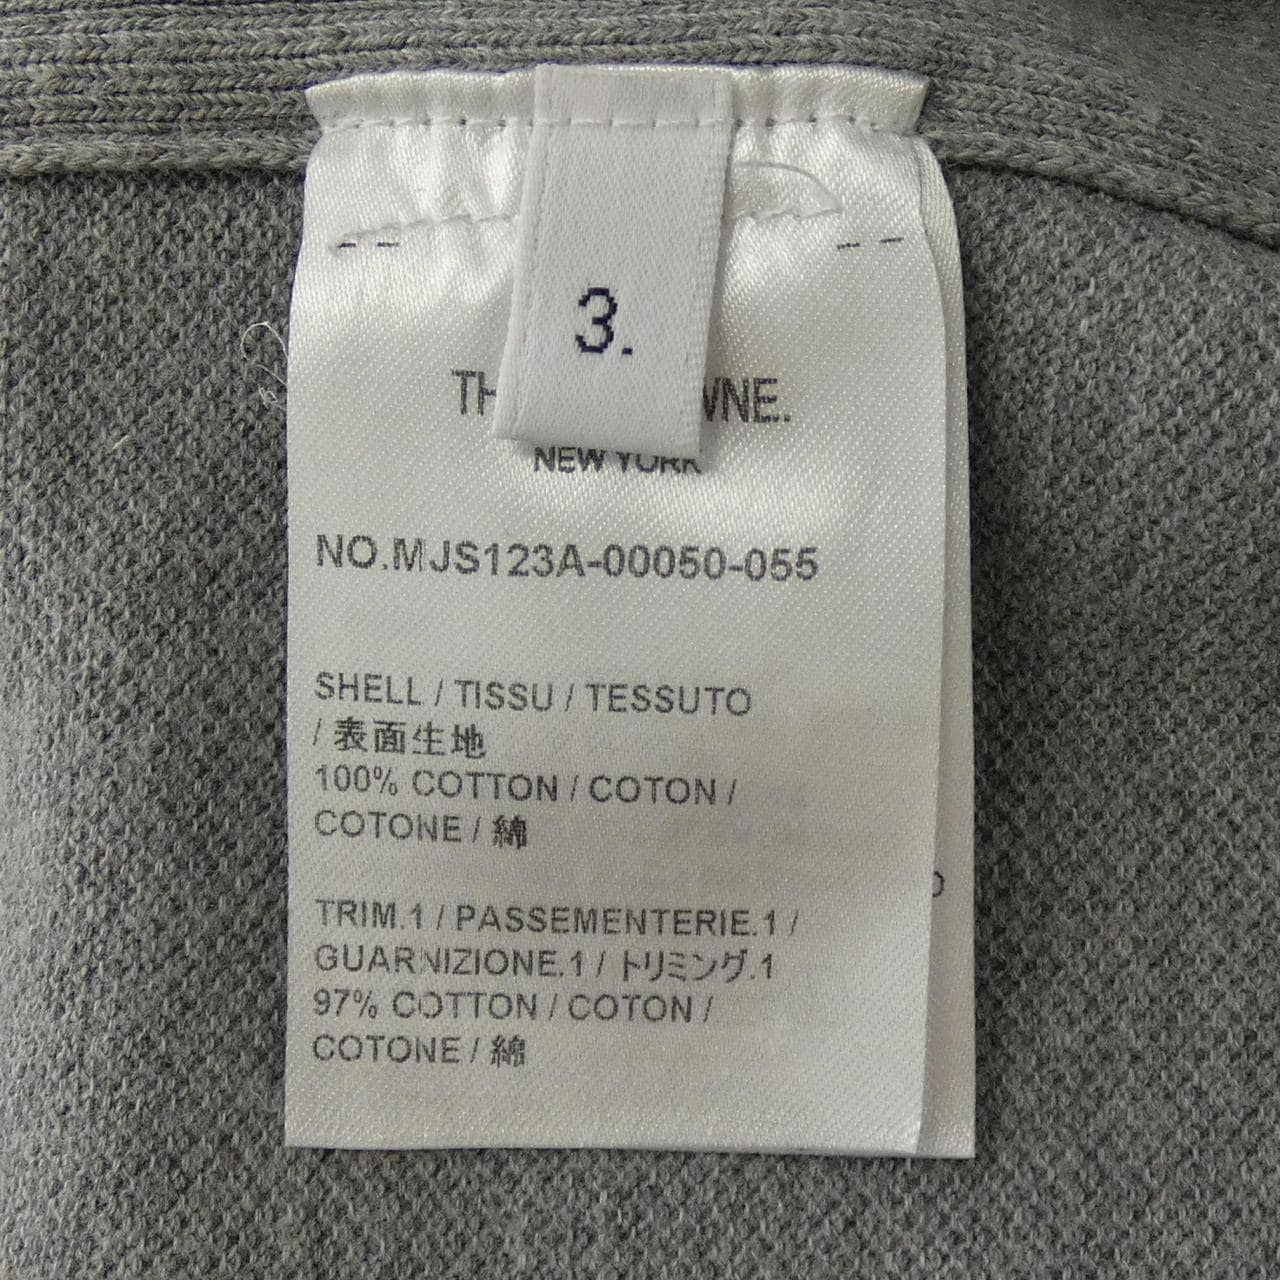 3.
NEW YORK
NO.MJS123A-00050-055
SHELL / TISSU / TESSUTO
/ 表面生地
100% COTTON / COTON /
COTONE / 綿
TRIM.1 / PASSEMENTERIE.1 /
GUARNIZIONE.1 / トリミング.1
97% COTTON / COTON /
COTONE / 綿